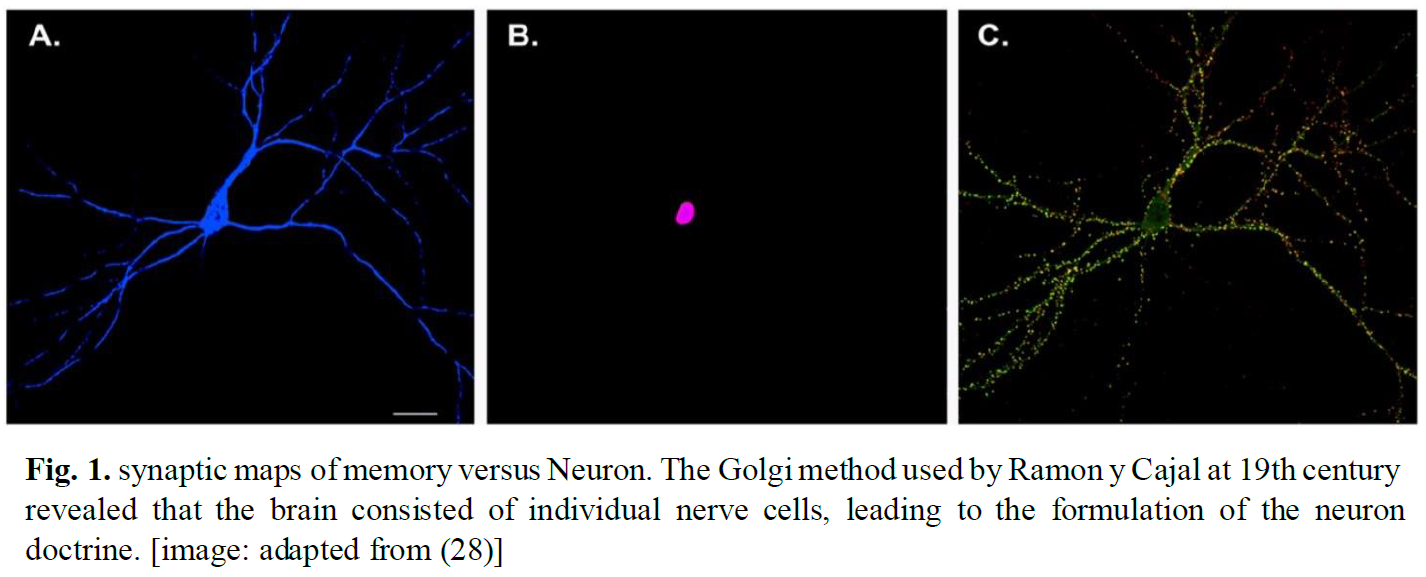 A.
B.
C.
Fig. 1. synaptic maps of memory versus Neuron. The Golgi method used by Ramon y Cajal at 19th century
revealed that the brain consisted of individual nerve cells, leading to the formulation of the neuron
doctrine. [image: adapted from (28)]